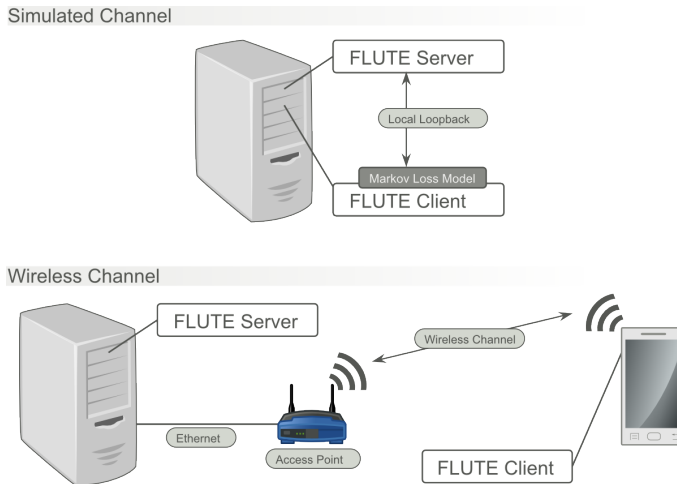 Simulated Channel
FLUTE Server
Local Loopback
Markov Loss Model
FLUTE Client
Wireless Channel
FLUTE Server
Wireless Channel
Ethernet
Access Point
FLUTE Client